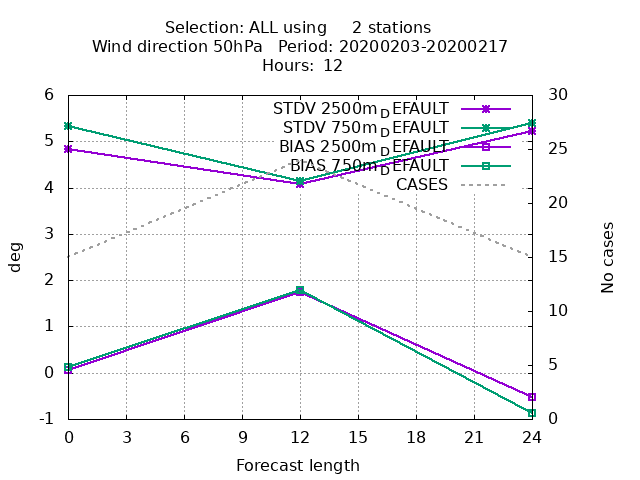 Selection: ALL using     2 stations
Wind direction 50hPa   Period: 20200203-20200217
Hours: 12
6
5
4
3
2
1
0
-1
30
25
20
15
10
5
0
STDV 2500m_DEFAULT
STDV 750m_DEFAULT
BIAS 2500m_DEFAULT
BIAS 750m_DEFAULT
CASES
deg
No cases
0 3 6 9 12 15 18 21 24
Forecast length